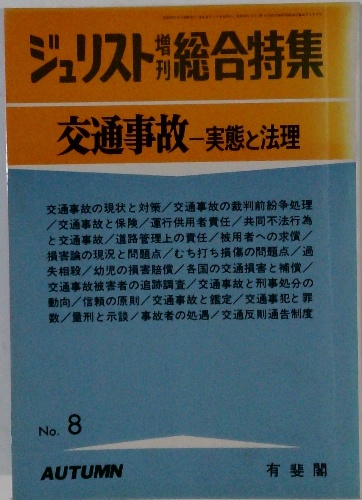 ジュリスト増刊総合特集
交通事故―実態と法理
交通事故の現状と対策／交通事故の裁判前紛争処理
／交通事故と保険／運行供用者責任／共同不法行為
と交通事故／道路管理上の責任／被用者への求償／
損害論の現況と問題点／むち打ち損傷の問題点／過
失相殺／幼児の損害賠償／各国の交通損害と補償／
交通事故被害者の追跡調査／交通事故と刑事処分の
動向／信頼の原則／交通事故と鑑定／交通事犯と罪
数／量刑と示談／事故者の処遇／交通反則通告制度
No. 8
AUTUMN
有斐閣